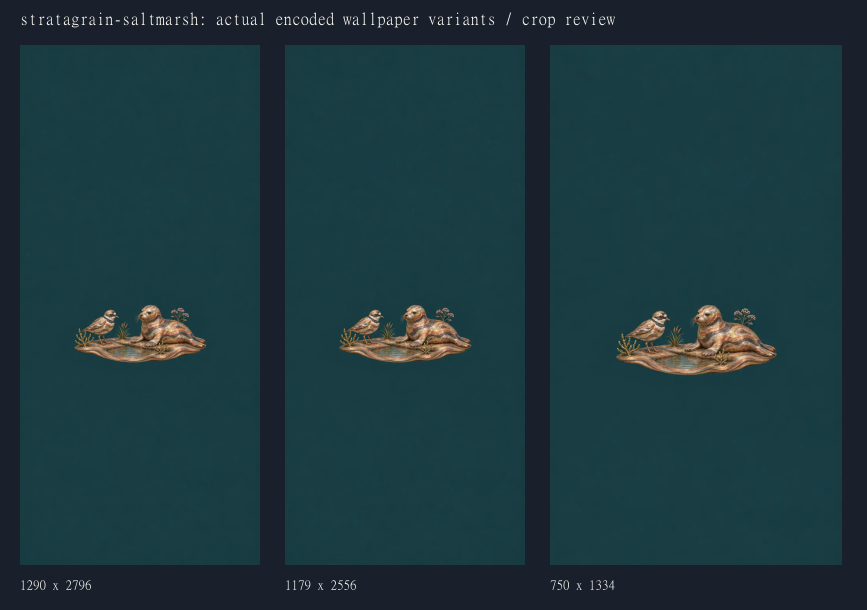 stratagrain-saltmarsh: actual encoded wallpaper variants / crop review
1290 x 2796
1179 x 2556
750 x 1334